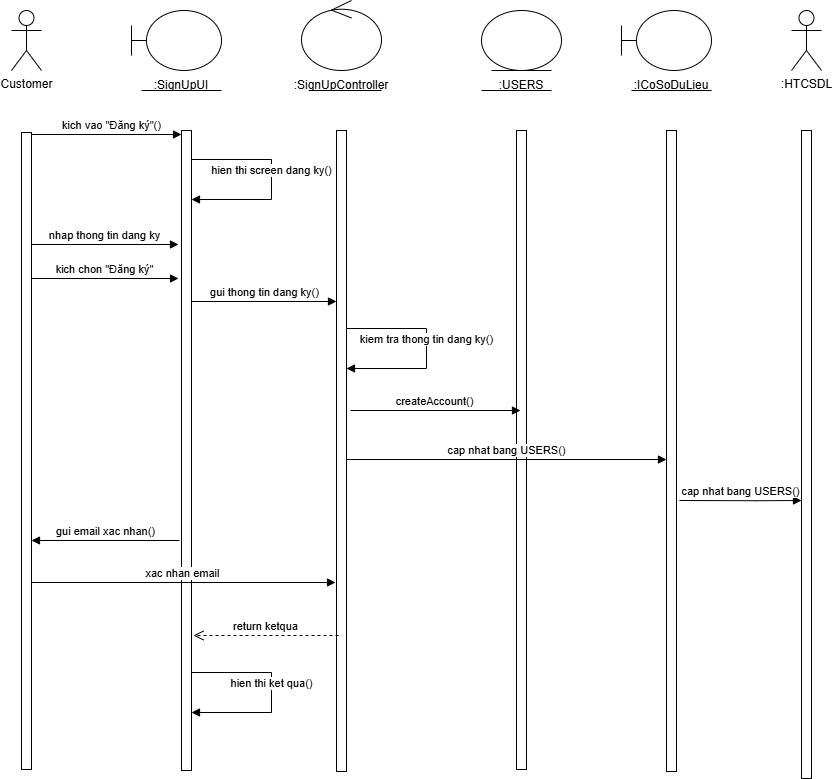 Customer
:SignUpUI
:SignUpController
:USERS
:ICoSoDuLieu
:HTCSDL
kich vao "Đăng ký"()
hien thi screen dang ky()
nhap thong tin dang ky
kich chon "Đăng ký"
gui thong tin dang ky()
kiem tra thong tin dang ky()
createAccount()
cap nhat bang USERS()
cap nhat bang USERS()
gui email xac nhan()
xac nhan email
return ketqua
hien thi ket qua()